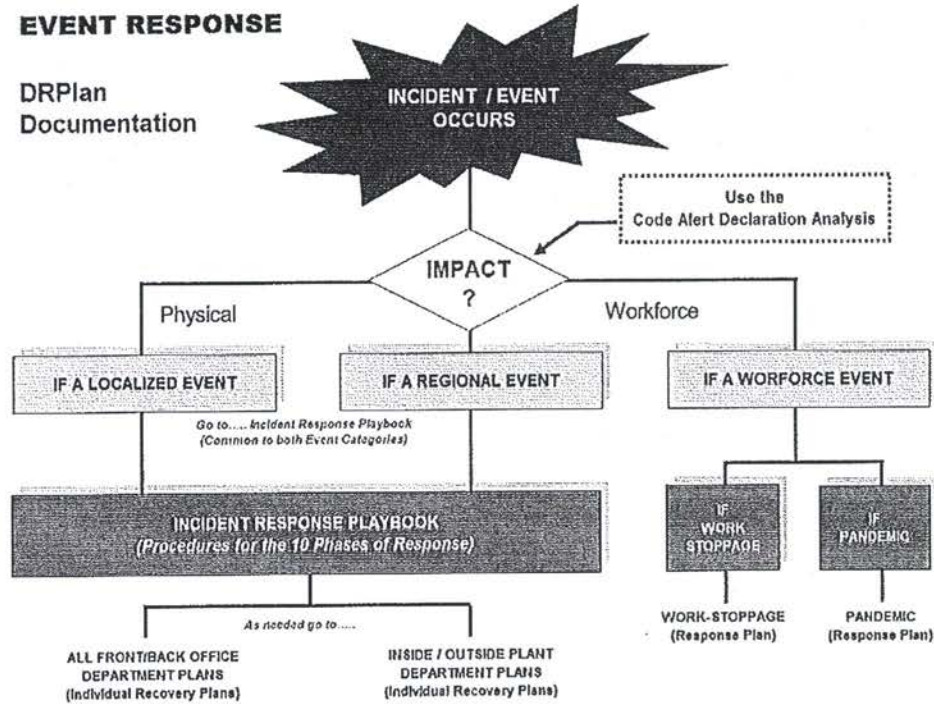 EVENT RESPONSE
DRPlan
Documentation
INCIDENT / EVENT
OCCURS
Use the
Code Alert Declaration Analysis
IMPACT
?
Physical
Workforce
IF A LOCALIZED EVENT
IF A REGIONAL EVENT
IF A WORFORCE EVENT
Go to..... Incident Response Playbook
(Common to both Event Categories)
INCIDENT RESPONSE PLAYBOOK
(Procedures for the 10 Phases of Response)
IF
WORK
STOPPAGE
IF
PANDEMIC
As needed go to.....
WORK-STOPPAGE
(Response Plan)
PANDEMIC
(Response Plan)
ALL FRONT/BACK OFFICE
DEPARTMENT PLANS
(Individual Recovery Plans)
INSIDE / OUTSIDE PLANT
DEPARTMENT PLANS
(Individual Recovery Plans)